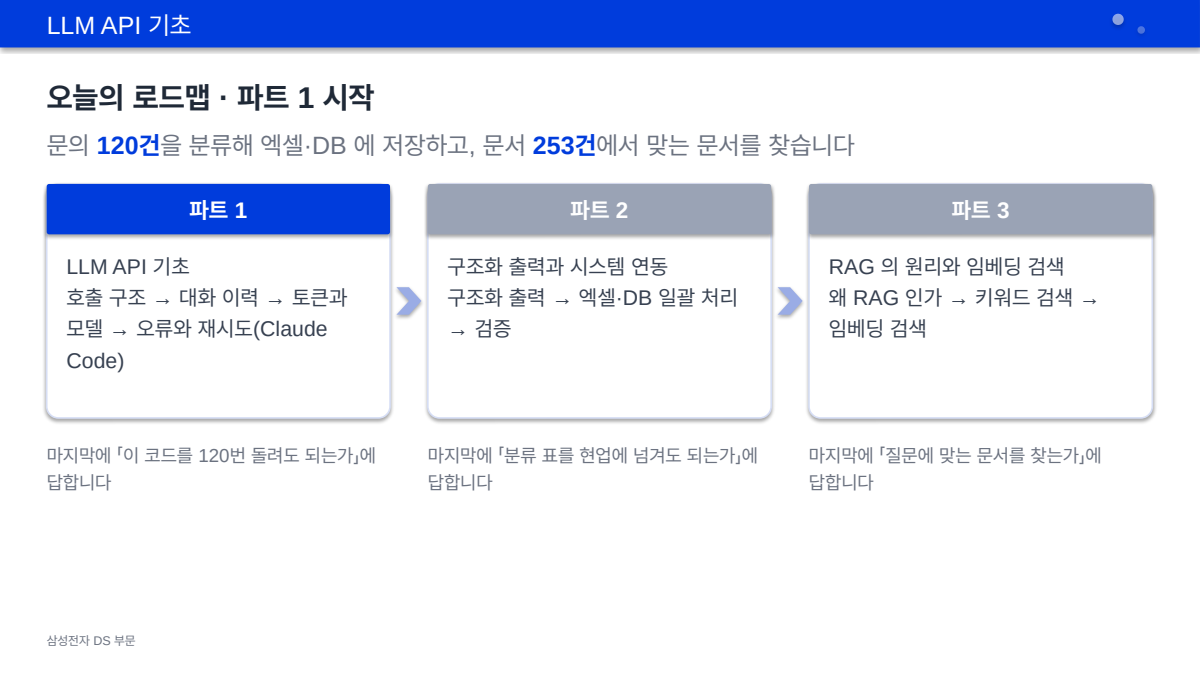 LLM API 기초
오늘의 로드맵 · 파트 1 시작
문의 120건을 분류해 엑셀·DB 에 저장하고, 문서 253건에서 맞는 문서를 찾습니다
파트 1
LLM API 기초
호출 구조 → 대화 이력 → 토큰과
모델 → 오류와 재시도(Claude
Code)
마지막에 「이 코드를 120번 돌려도 되는가」에
답합니다
파트 2
구조화 출력과 시스템 연동
구조화 출력 → 엑셀·DB 일괄 처리
→ 검증
마지막에 「분류 표를 현업에 넘겨도 되는가」에
답합니다
파트 3
RAG 의 원리와 임베딩 검색
왜 RAG 인가 → 키워드 검색 →
임베딩 검색
마지막에 「질문에 맞는 문서를 찾는가」에
답합니다
삼성전자 DS 부문